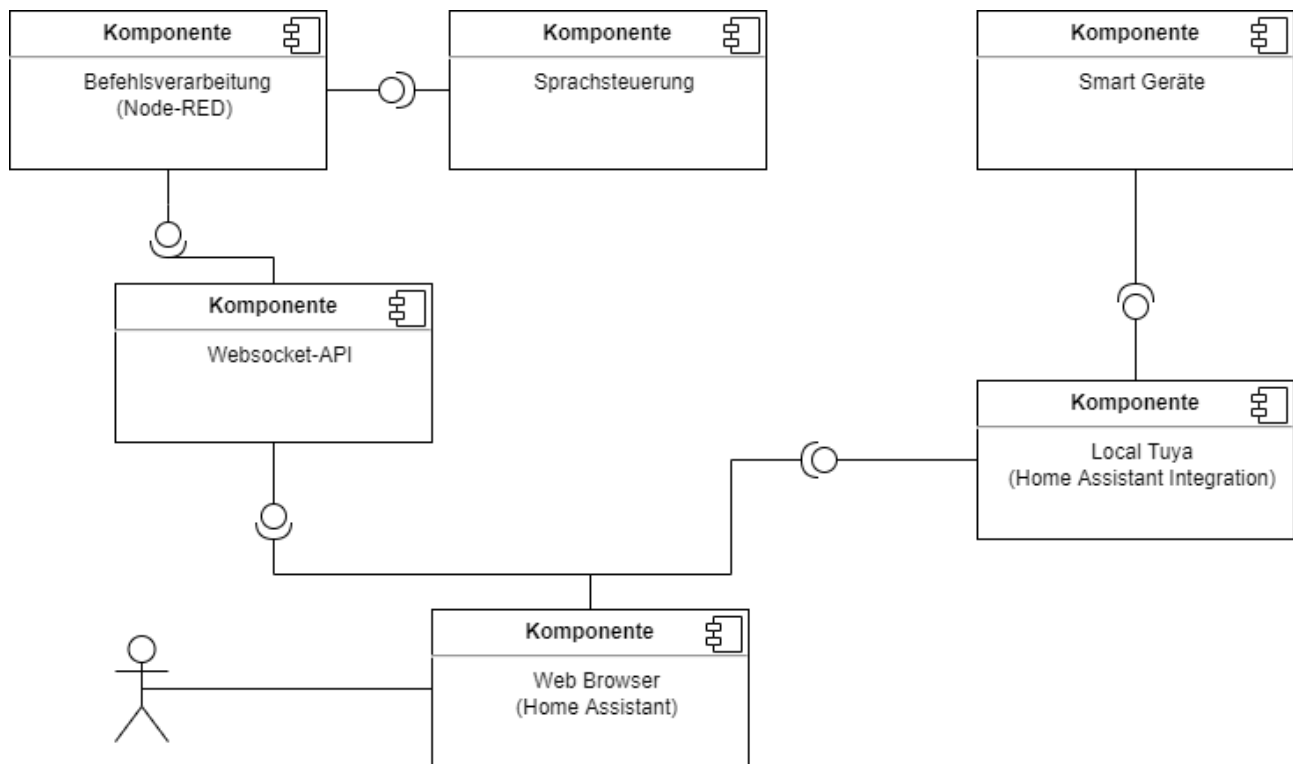 Komponente
Befehlsverarbeitung
(Node-RED)
Komponente
Sprachsteuerung
Komponente
Smart Geräte
Komponente
Websocket-API
Komponente
Local Tuya
(Home Assistant Integration)
Komponente
Web Browser
(Home Assistant)